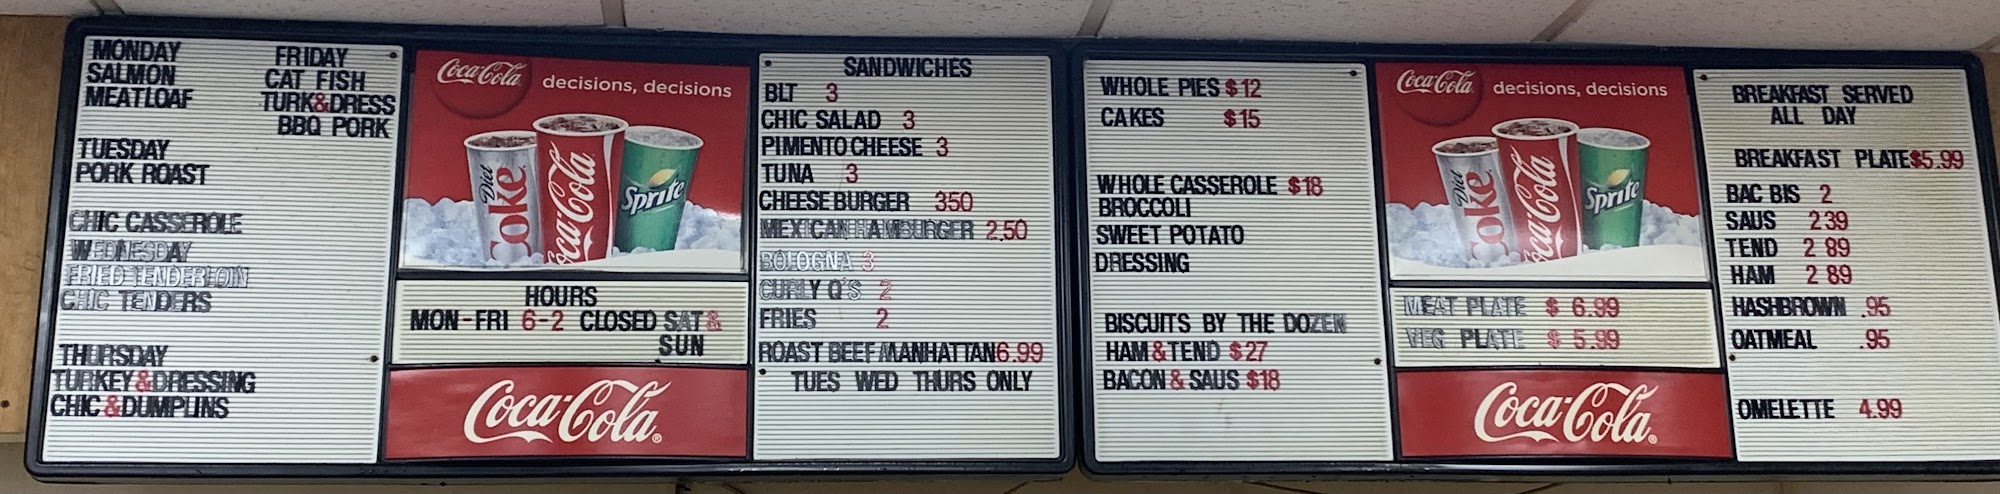 MONDAY
SALMON
MEATLOAF
TUESDAY
PORK ROAST
CHIC CASSEROLE
WEDNESDAY
FRIED TENDERLOIN
CHIC TENDERS
THURSDAY
TURKEY&DRESSING
CHIC&DUMPLINS
FRIDAY
CAT FISH
TURK&DRESS
BBQ PORK
Coca-Cola decisions, decisions
Diet Coke
Coca-Cola
Sprite
HOURS
MON-FRI 6-2 CLOSED SAT&
SUN
Coca-Cola®
SANDWICHES
BLT 3
CHIC SALAD 3
PIMENTO CHEESE 3
TUNA 3
CHEESE BURGER 350
MEXICAN HAMBURGER 2.50
BOLOGNA 3
CURLY Q'S 2
FRIES 2
ROAST BEEF MANHATTAN 6.99
TUES WED THURS ONLY
WHOLE PIES $12
CAKES $15
WHOLE CASSEROLE $18
BROCCOLI
SWEET POTATO
DRESSING
BISCUITS BY THE DOZEN
HAM&TEND $27
BACON & SAUS $18
Coca-Cola decisions, decisions
Diet Coke
Coca-Cola
Sprite
MEAT PLATE $ 6.99
VEG PLATE $ 5.99
Coca-Cola®
BREAKFAST SERVED
ALL DAY
BREAKFAST PLATE $5.99
BAC BIS 2
SAUS 2 39
TEND 2 89
HAM 2 89
HASHBROWN .95
OATMEAL .95
OMELETTE 4.99